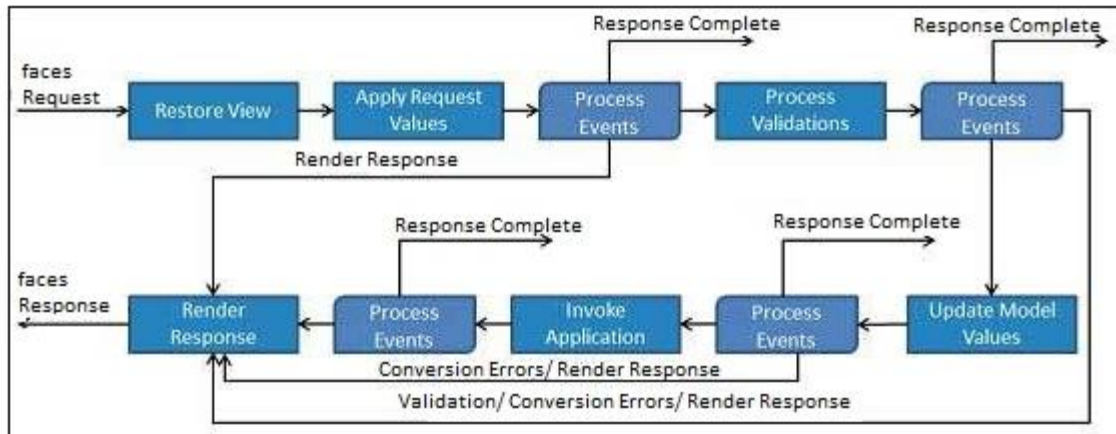 Response Complete
Response Complete
faces
Request
Restore View
Apply Request
Values
Process
Events
Process
Validations
Process
Events
Render Response
Response Complete
Response Complete
faces
Response
Render
Response
Process
Events
Invoke
Application
Process
Events
Update Model
Values
Conversion Errors/ Render Response
Validation/ Conversion Errors/ Render Response